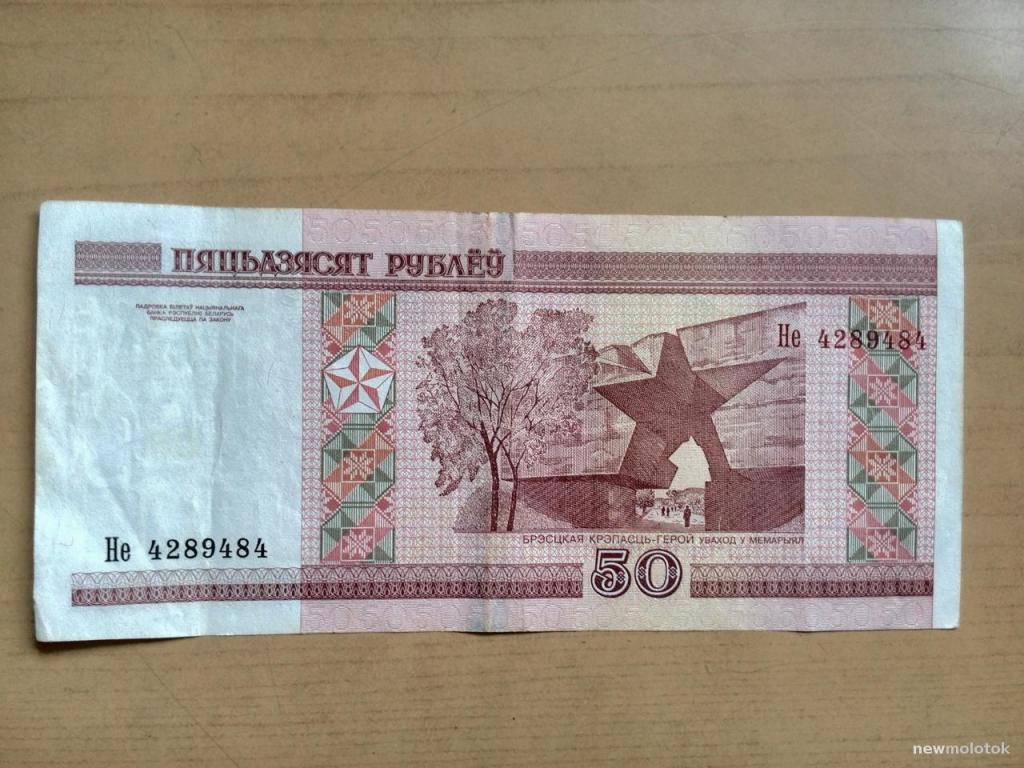 ПЯЦЬДЗЯСЯТ РУБЛЁЎ
ПАДРОБКА БІЛЕТАЎ НАЦЫЯНАЛЬНАГА
БАНКА РЭСПУБЛІКІ БЕЛАРУСЬ
ПРАСЛЕДУЕЦЦА ПА ЗАКОНУ
Не 4289484
Не 4289484
БРЭСЦКАЯ КРЭПАСЦЬ-ГЕРОЙ УВАХОД У МЕМАРЫЯЛ
50
newmolotok